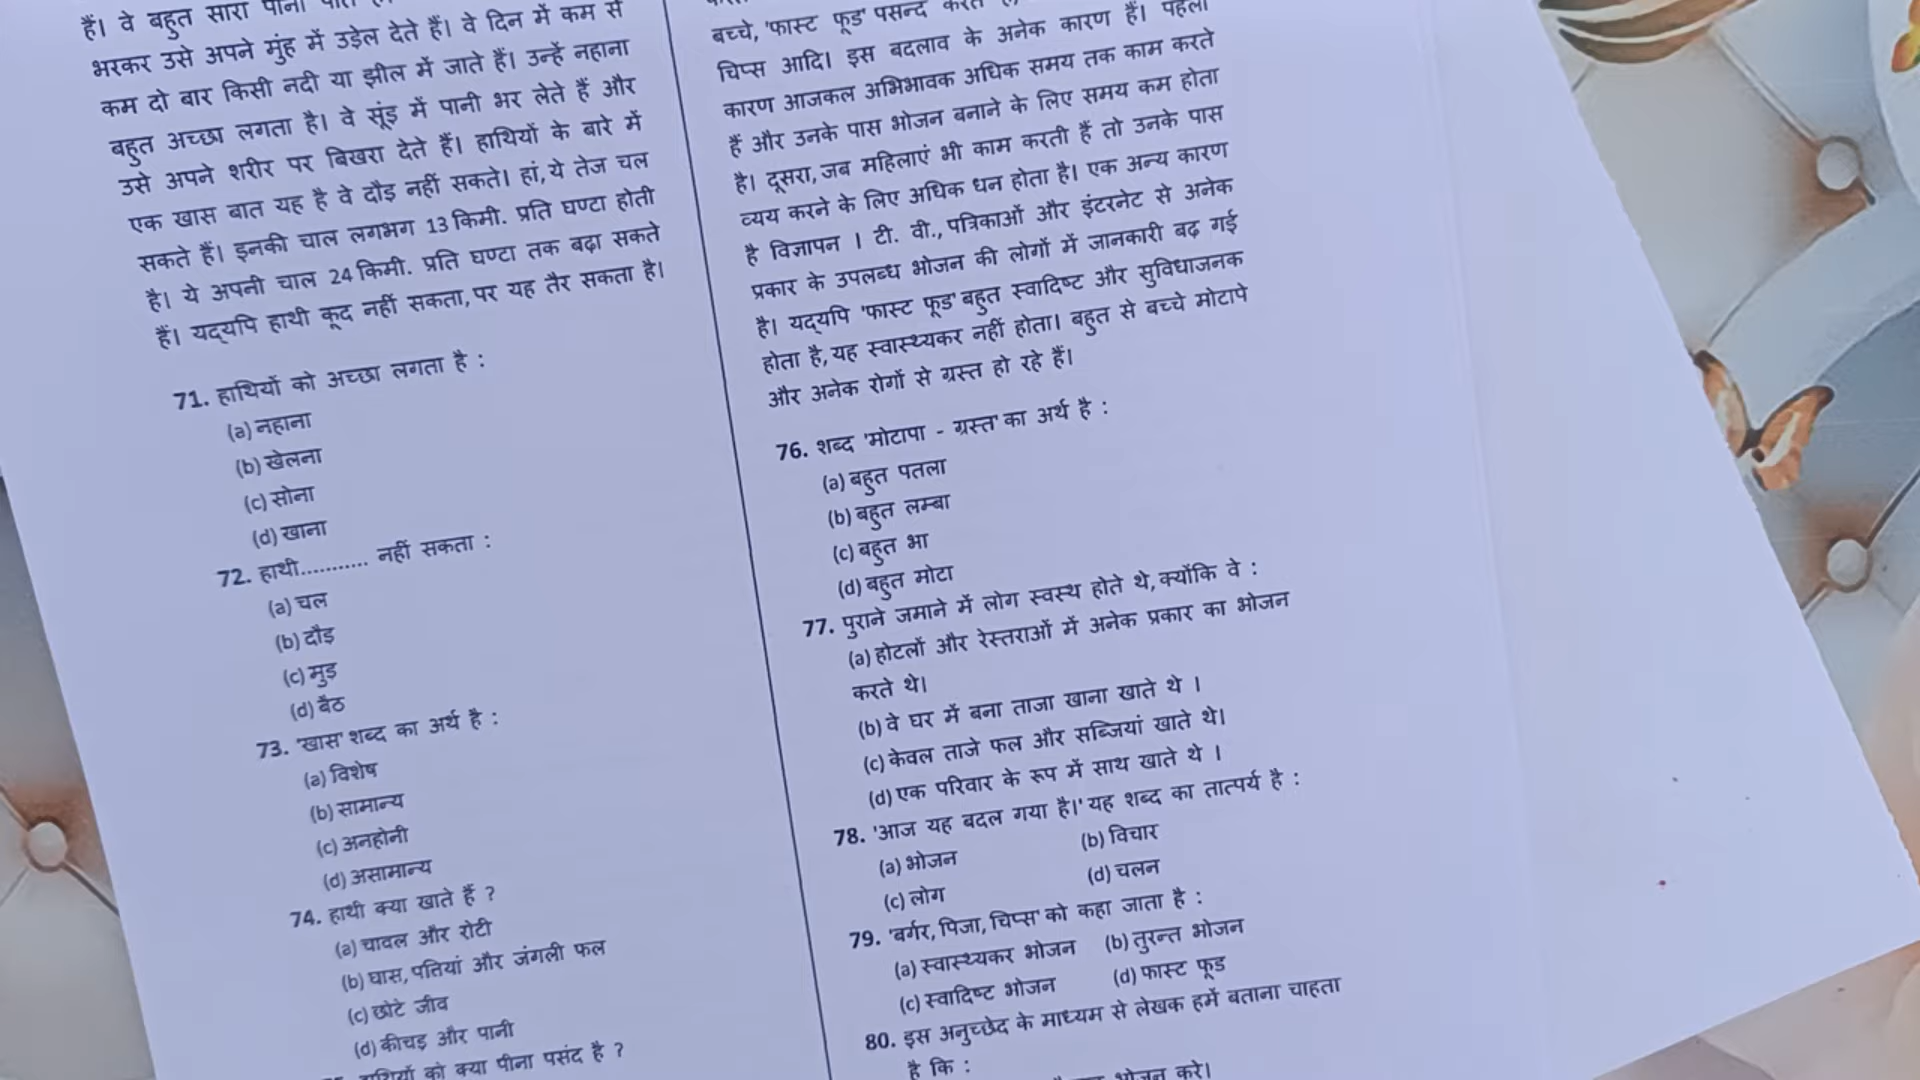 हैं। वे बहुत सारा पानी
भरकर उसे अपने मुंह में उड़ेल देते हैं। वे दिन में कम से
कम दो बार किसी नदी या झील में जाते हैं। उन्हें नहाना
बहुत अच्छा लगता है। वे सूंड़ में पानी भर लेते हैं और
उसे अपने शरीर पर बिखरा देते हैं। हाथियों के बारे में
एक खास बात यह है वे दौड़ नहीं सकते। हां, ये तेज चल
सकते हैं। इनकी चाल लगभग 13 किमी. प्रति घण्टा होती
है। ये अपनी चाल 24 किमी. प्रति घण्टा तक बढ़ा सकते
हैं। यद्यपि हाथी कूद नहीं सकता, पर यह तैर सकता है।
71. हाथियों को अच्छा लगता है :
(a) नहाना
(b) खेलना
(c) सोना
(d) खाना
72. हाथी........... नहीं सकता :
(a) चल
(b) दौड़
(c) मुड़
(d) बैठ
73. 'खास' शब्द का अर्थ है :
(a) विशेष
(b) सामान्य
(c) अनहोनी
(d) असामान्य
74. हाथी क्या खाते हैं ?
(a) चावल और रोटी
(b) घास, पतियां और जंगली फल
(c) छोटे जीव
(d) कीचड़ और पानी
को क्या पीना पसंद है ?
बच्चे, 'फास्ट फूड' पसन्द करते
चिप्स आदि। इस बदलाव के अनेक कारण हैं। पहला
कारण आजकल अभिभावक अधिक समय तक काम करते
हैं और उनके पास भोजन बनाने के लिए समय कम होता
है। दूसरा, जब महिलाएं भी काम करती हैं तो उनके पास
व्यय करने के लिए अधिक धन होता है। एक अन्य कारण
है विज्ञापन । टी. वी., पत्रिकाओं और इंटरनेट से अनेक
प्रकार के उपलब्ध भोजन की लोगों में जानकारी बढ़ गई
है। यद्यपि 'फास्ट फूड' बहुत स्वादिष्ट और सुविधाजनक
होता है, यह स्वास्थ्यकर नहीं होता। बहुत से बच्चे मोटापे
और अनेक रोगों से ग्रस्त हो रहे हैं।
76. शब्द 'मोटापा - ग्रस्त' का अर्थ है :
(a) बहुत पतला
(b) बहुत लम्बा
(c) बहुत भा
(d) बहुत मोटा
77. पुराने जमाने में लोग स्वस्थ होते थे, क्योंकि वे :
(a) होटलों और रेस्तराओं में अनेक प्रकार का भोजन
करते थे।
(b) वे घर में बना ताजा खाना खाते थे ।
(c) केवल ताजे फल और सब्जियां खाते थे।
(d) एक परिवार के रूप में साथ खाते थे ।
78. 'आज यह बदल गया है।' यह शब्द का तात्पर्य है :
(a) भोजन (b) विचार
(c) लोग (d) चलन
79. 'बर्गर, पिजा, चिप्स' को कहा जाता है :
(a) स्वास्थ्यकर भोजन (b) तुरन्त भोजन
(c) स्वादिष्ट भोजन (d) फास्ट फूड
80. इस अनुच्छेद के माध्यम से लेखक हमें बताना चाहता
है कि :
भोजन करे।